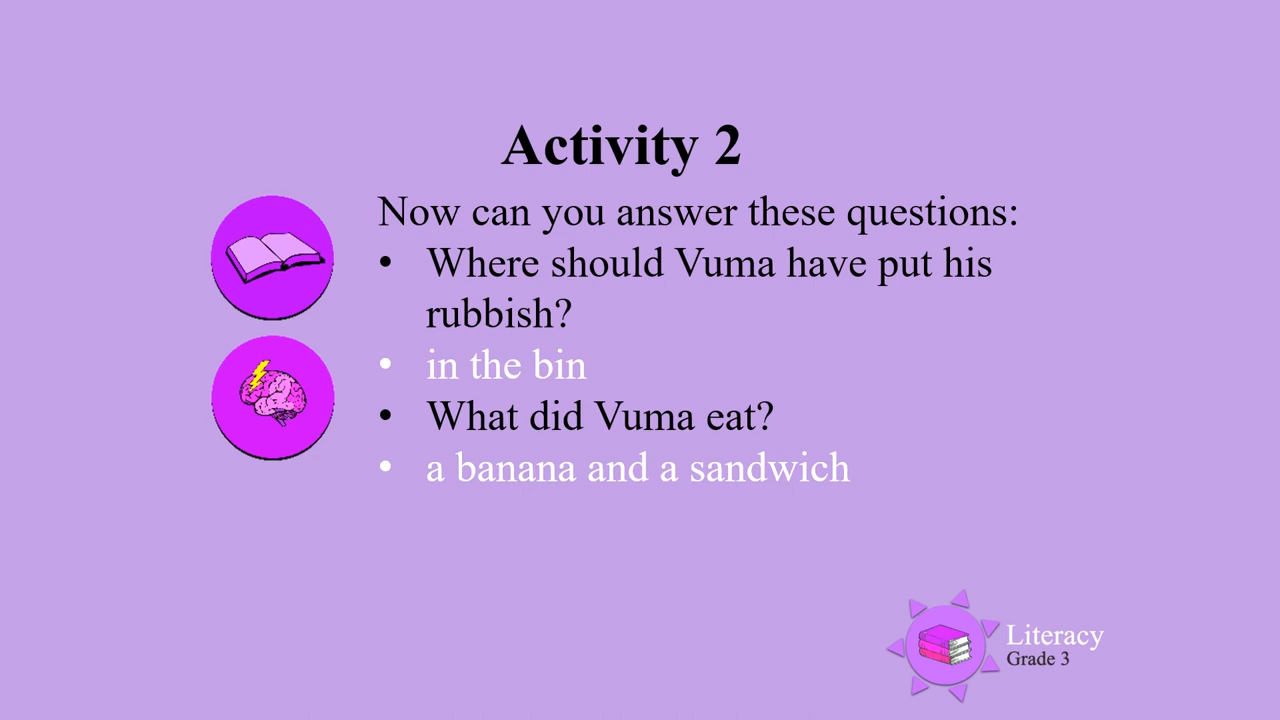 Activity 2
Now can you answer these questions:
• Where should Vuma have put his
rubbish?
• in the bin
• What did Vuma eat?
• a banana and a sandwich
Literacy
Grade 3